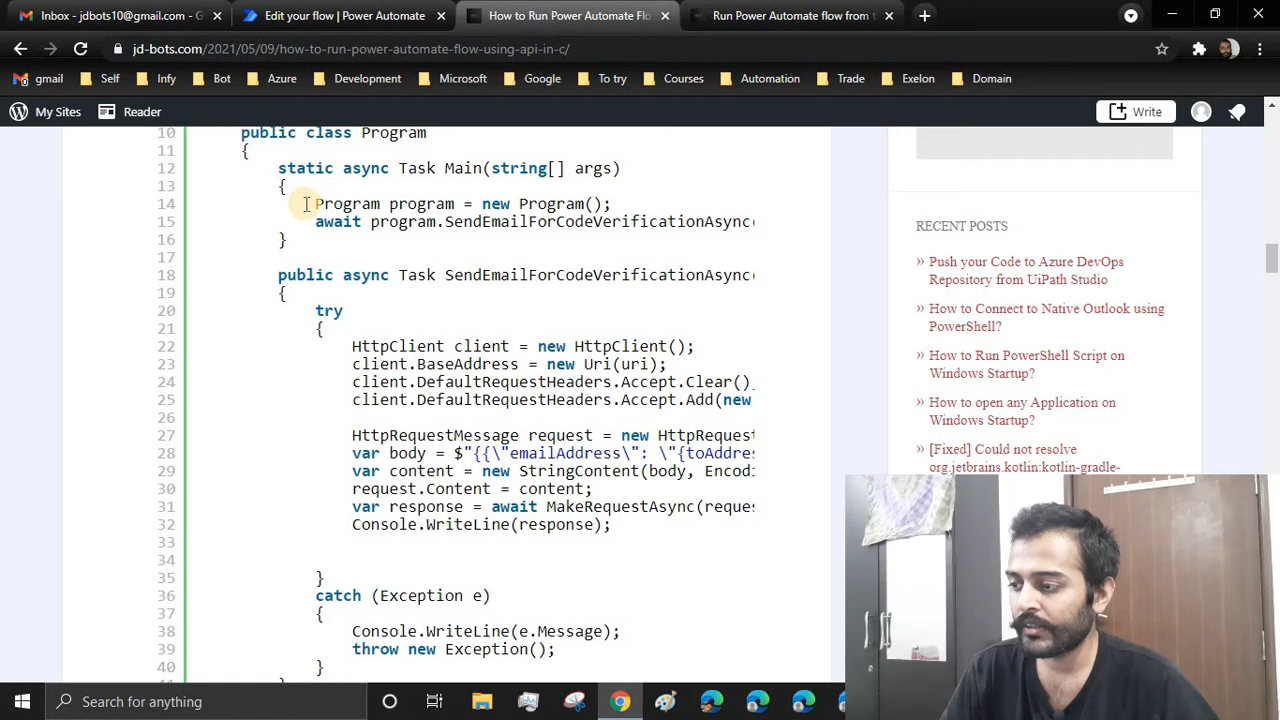 Inbox - jdbots10@gmail.com - G
Edit your flow | Power Automate
How to Run Power Automate Flo
Run Power Automate flow from t
jd-bots.com/2021/05/09/how-to-run-power-automate-flow-using-api-in-c/
gmail Self Infy Bot Azure Development Microsoft Google To try Courses Automation Trade Exelon Domain
My Sites Reader Write
10 public class Program
11 {
12 static async Task Main(string[] args)
13 {
14 Program program = new Program();
15 await program.SendEmailForCodeVerificationAsync(
16 }
17
18 public async Task SendEmailForCodeVerificationAsync(
19 {
20 try
21 {
22 HttpClient client = new HttpClient();
23 client.BaseAddress = new Uri(uri);
24 client.DefaultRequestHeaders.Accept.Clear()
25 client.DefaultRequestHeaders.Accept.Add(new
26
27 HttpRequestMessage request = new HttpRequest
28 var body = $"{{\"emailAddress\": \"{toAddres
29 var content = new StringContent(body, Encodi
30 request.Content = content;
31 var response = await MakeRequestAsync(reques
32 Console.WriteLine(response);
33
34
35 }
36 catch (Exception e)
37 {
38 Console.WriteLine(e.Message);
39 throw new Exception();
40 }
RECENT POSTS
» Push your Code to Azure DevOps
Repository from UiPath Studio
» How to Connect to Native Outlook using
PowerShell?
» How to Run PowerShell Script on
Windows Startup?
» How to open any Application on
Windows Startup?
» [Fixed] Could not resolve
org.jetbrains.kotlin:kotlin-gradle-
Search for anything